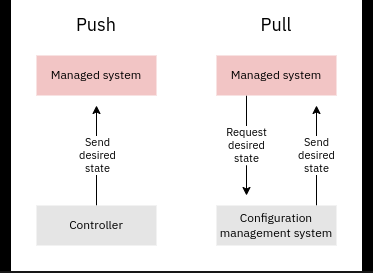 Push
Managed system
Send
desired
state
Controller
Pull
Managed system
Request
desired
state
Send
desired
state
Configuration
management system